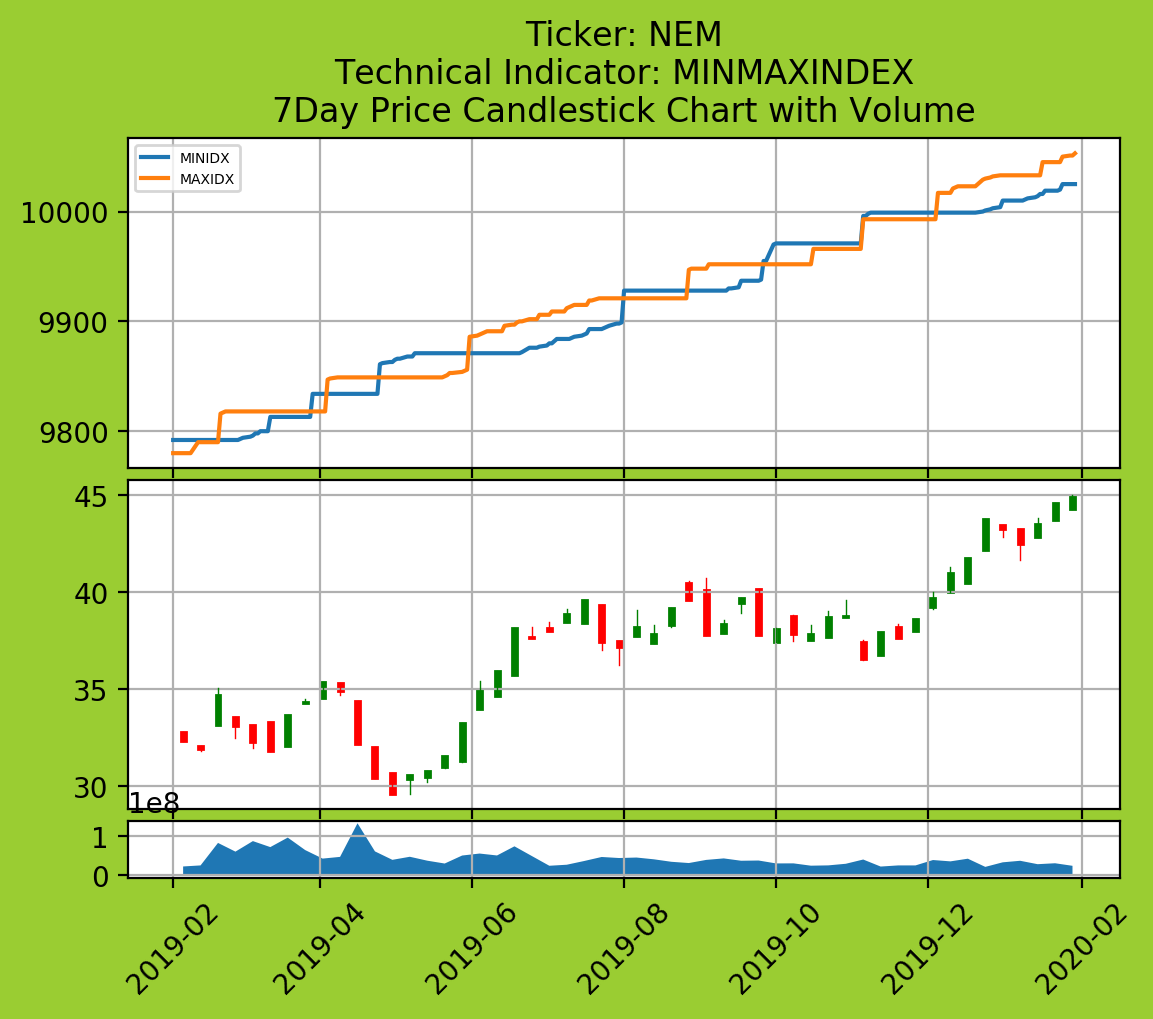 Ticker: NEM
Technical Indicator: MINMAXINDEX
7Day Price Candlestick Chart with Volume
MINIDX
MAXIDX
10000
9900
9800
45
40
35
30
1e8
1
0
2019-02
2019-04
2019-06
2019-08
2019-10
2019-12
2020-02